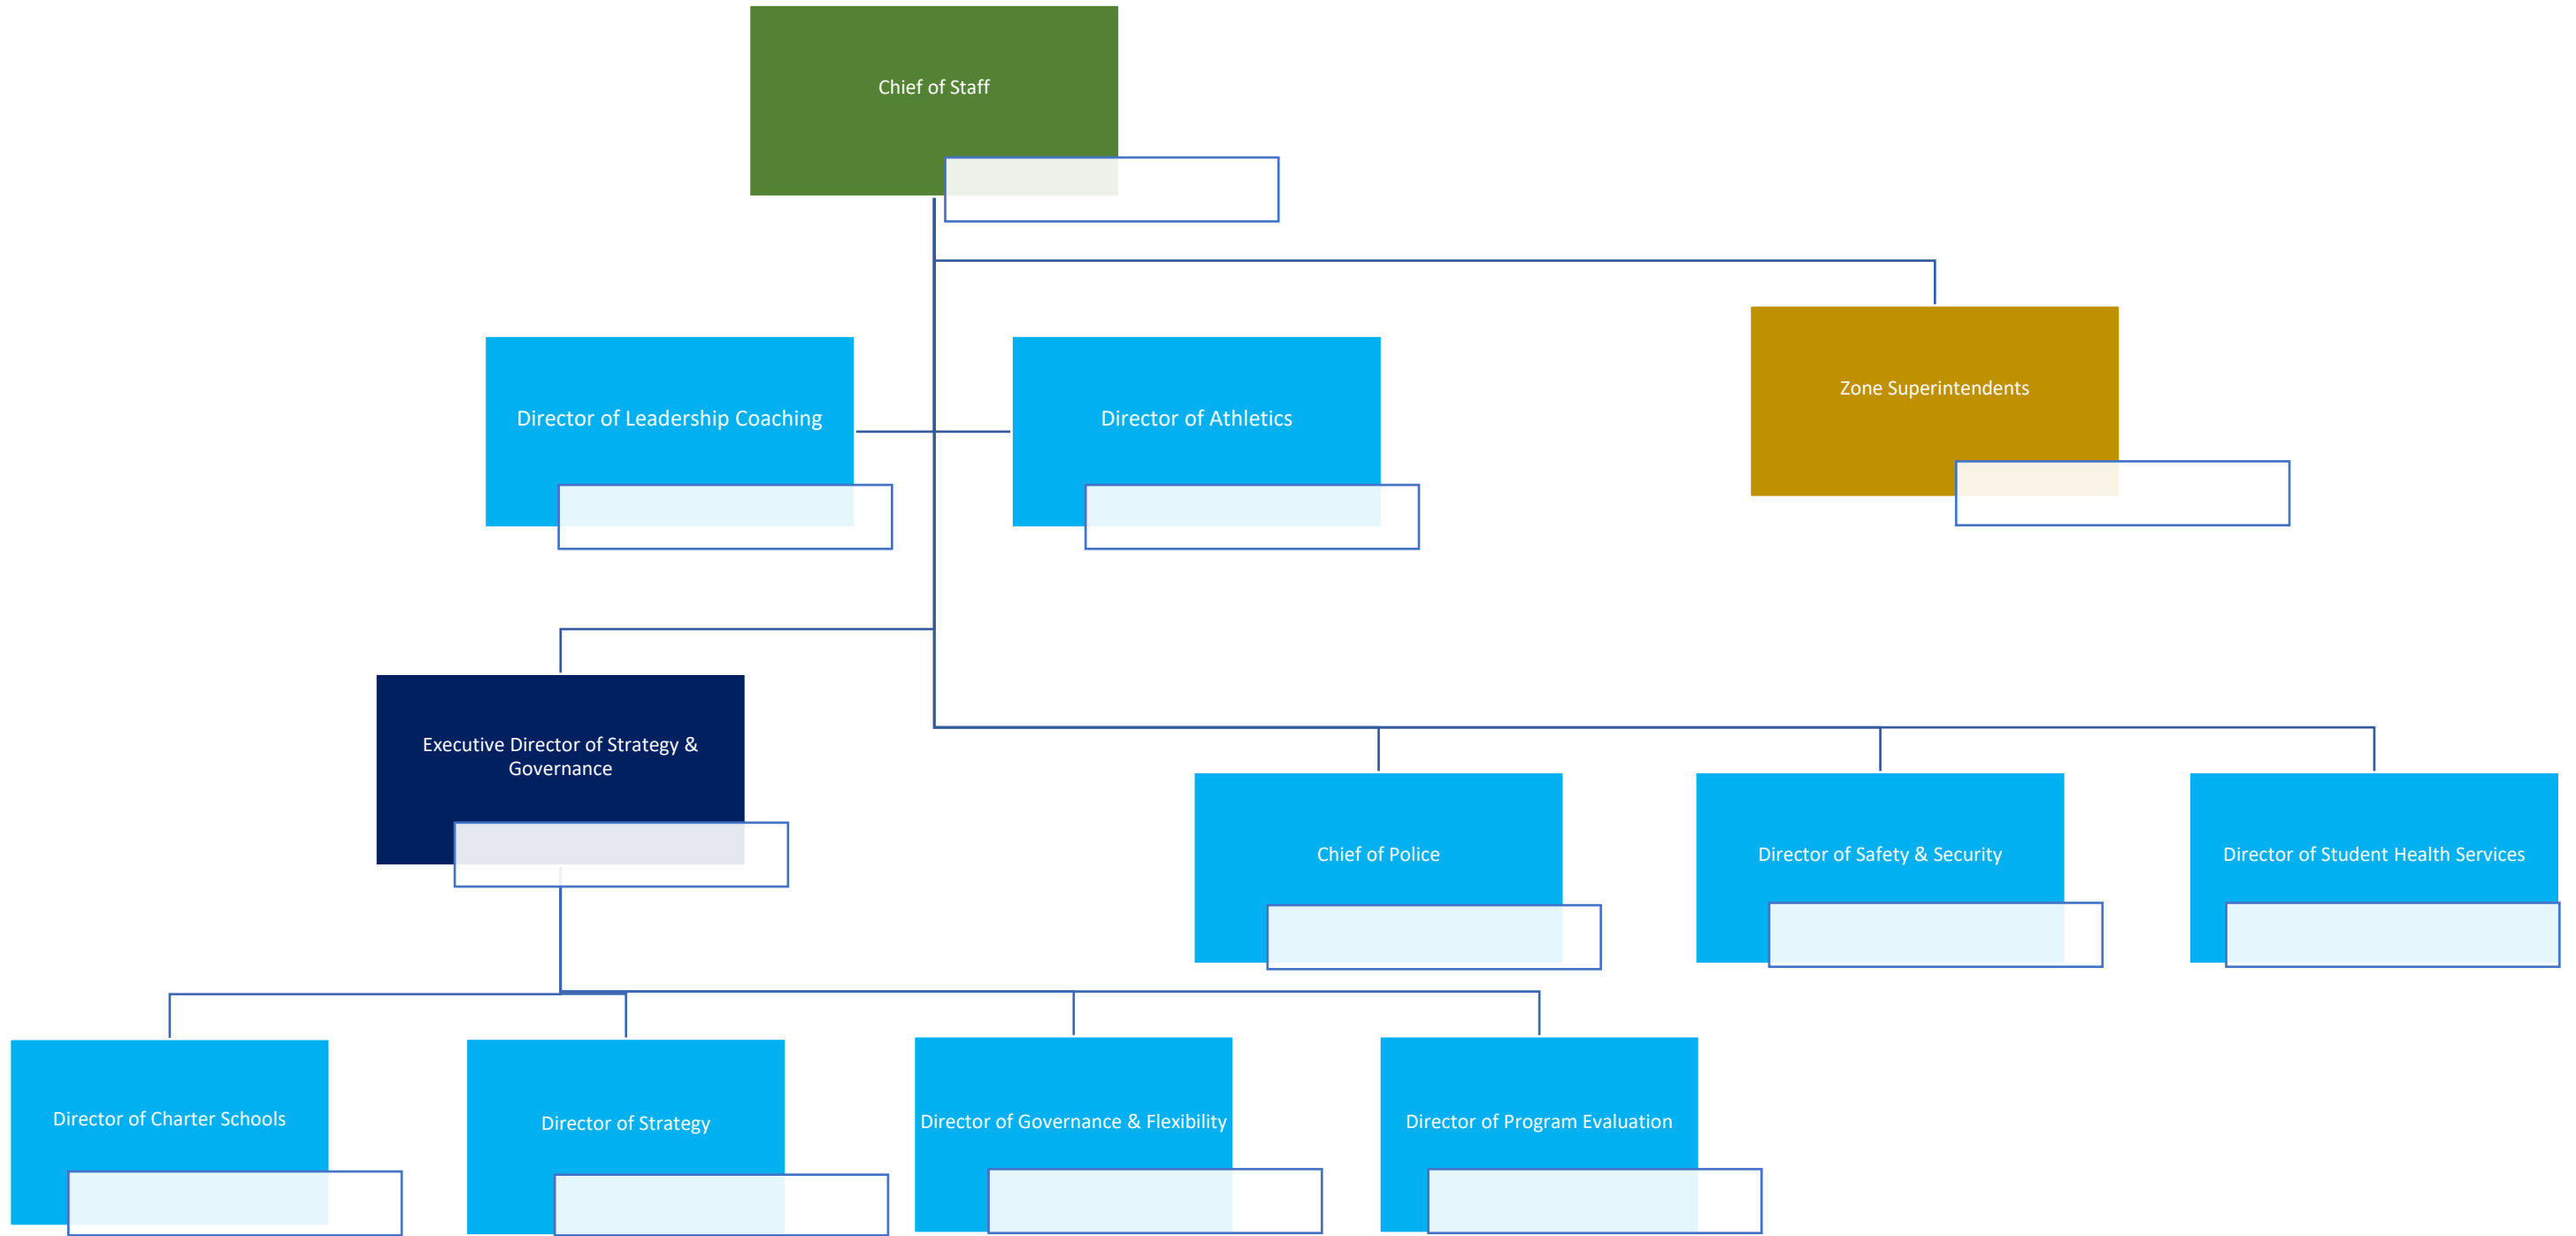 Chief of Staff
Zone Superintendents
Director of Leadership Coaching
Director of Athletics
Executive Director of Strategy &
Governance
Chief of Police
Director of Safety & Security
Director of Student Health Services
Director of Charter Schools
Director of Strategy
Director of Governance & Flexibility
Director of Program Evaluation